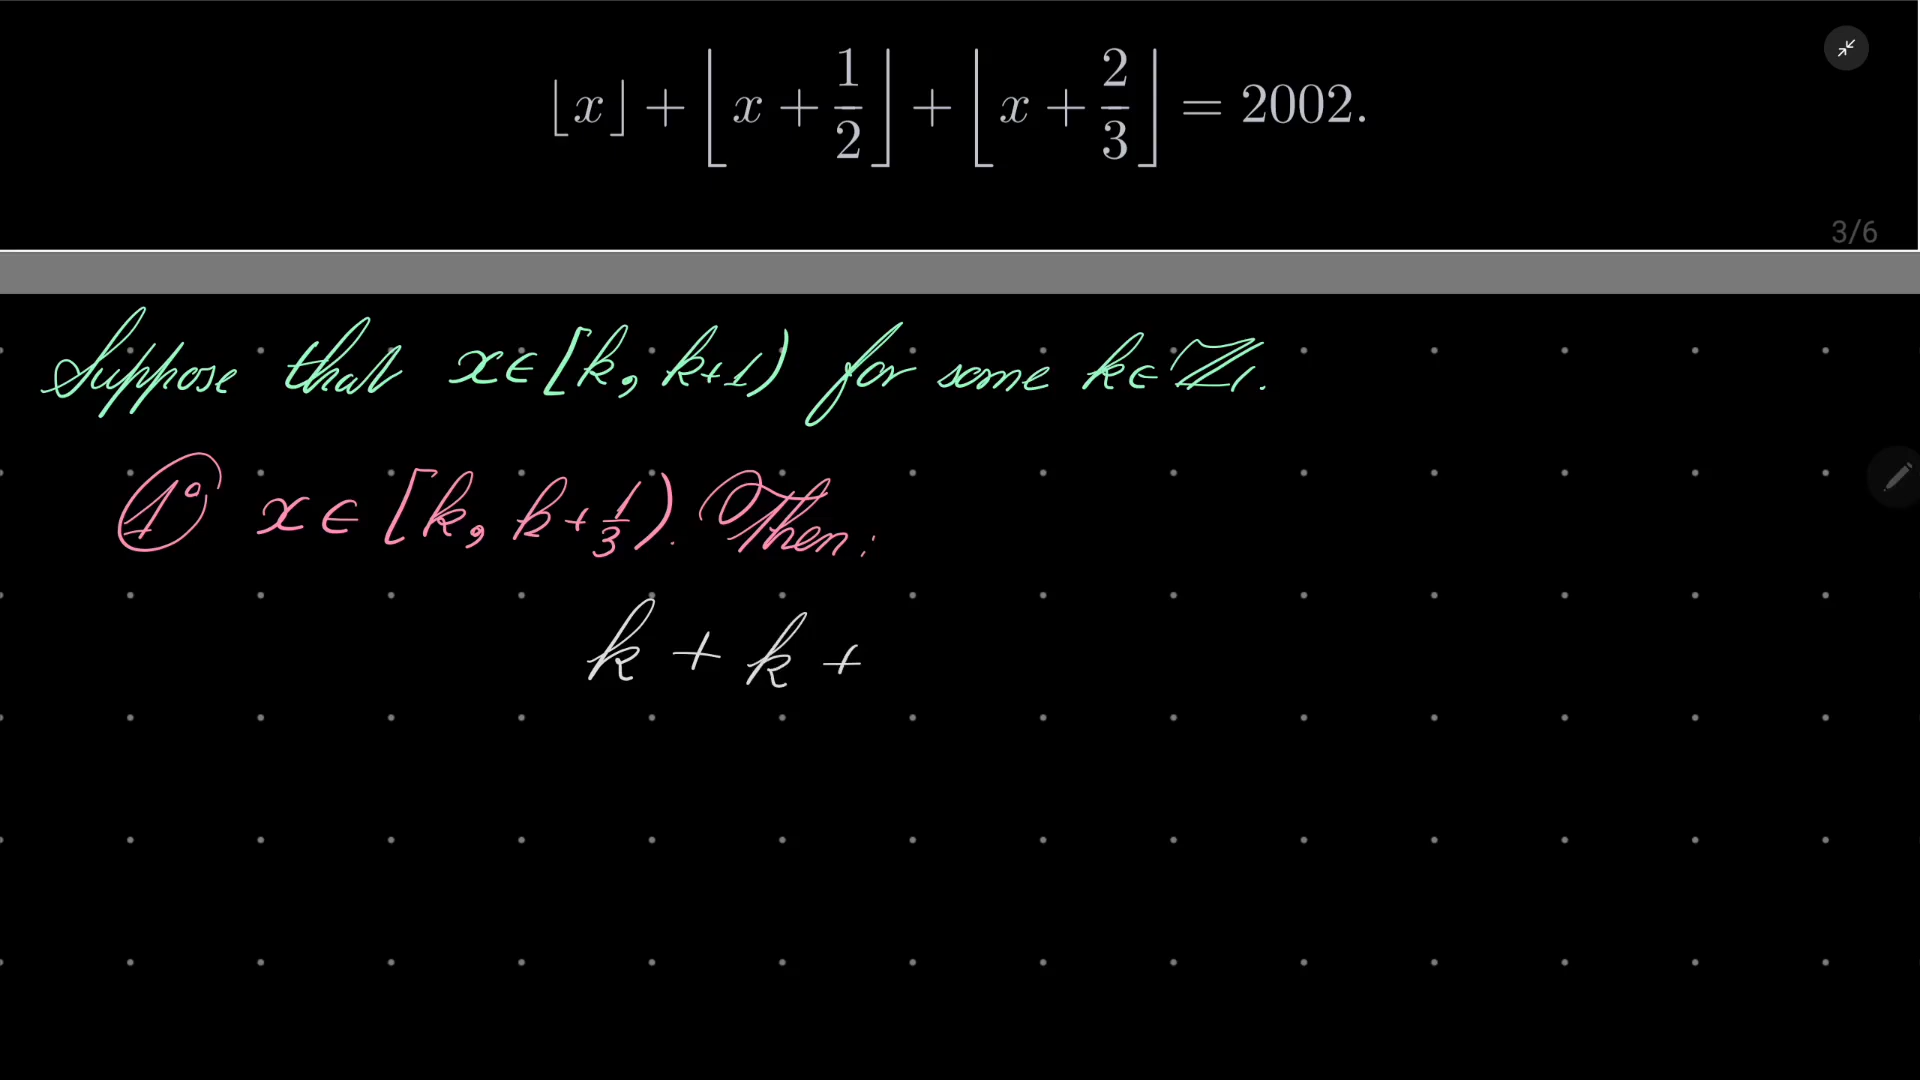 ⌊x⌋ + ⌊x + 1/2⌋ + ⌊x + 2/3⌋ = 2002.
3/6
Suppose that x∈[k, k+1) for some k∈ℤ.
1° x∈[k, k+1/3). Then:
k + k +